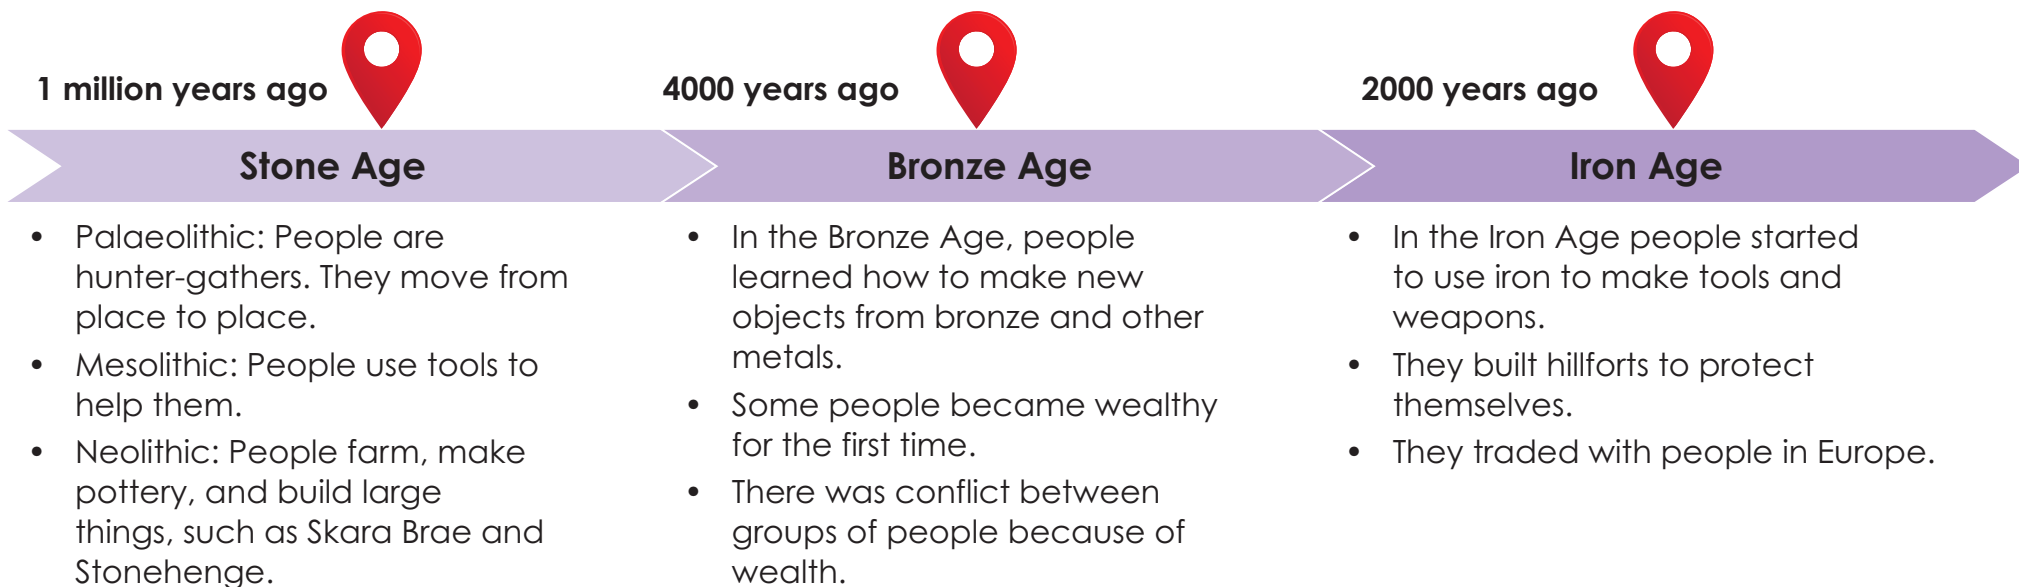 1 million years ago
4000 years ago
2000 years ago
Stone Age
Bronze Age
Iron Age
• Palaeolithic: People are
hunter-gathers. They move from
place to place.
• Mesolithic: People use tools to
help them.
• Neolithic: People farm, make
pottery, and build large
things, such as Skara Brae and
Stonehenge.
• In the Bronze Age, people
learned how to make new
objects from bronze and other
metals.
• Some people became wealthy
for the first time.
• There was conflict between
groups of people because of
wealth.
• In the Iron Age people started
to use iron to make tools and
weapons.
• They built hillforts to protect
themselves.
• They traded with people in Europe.